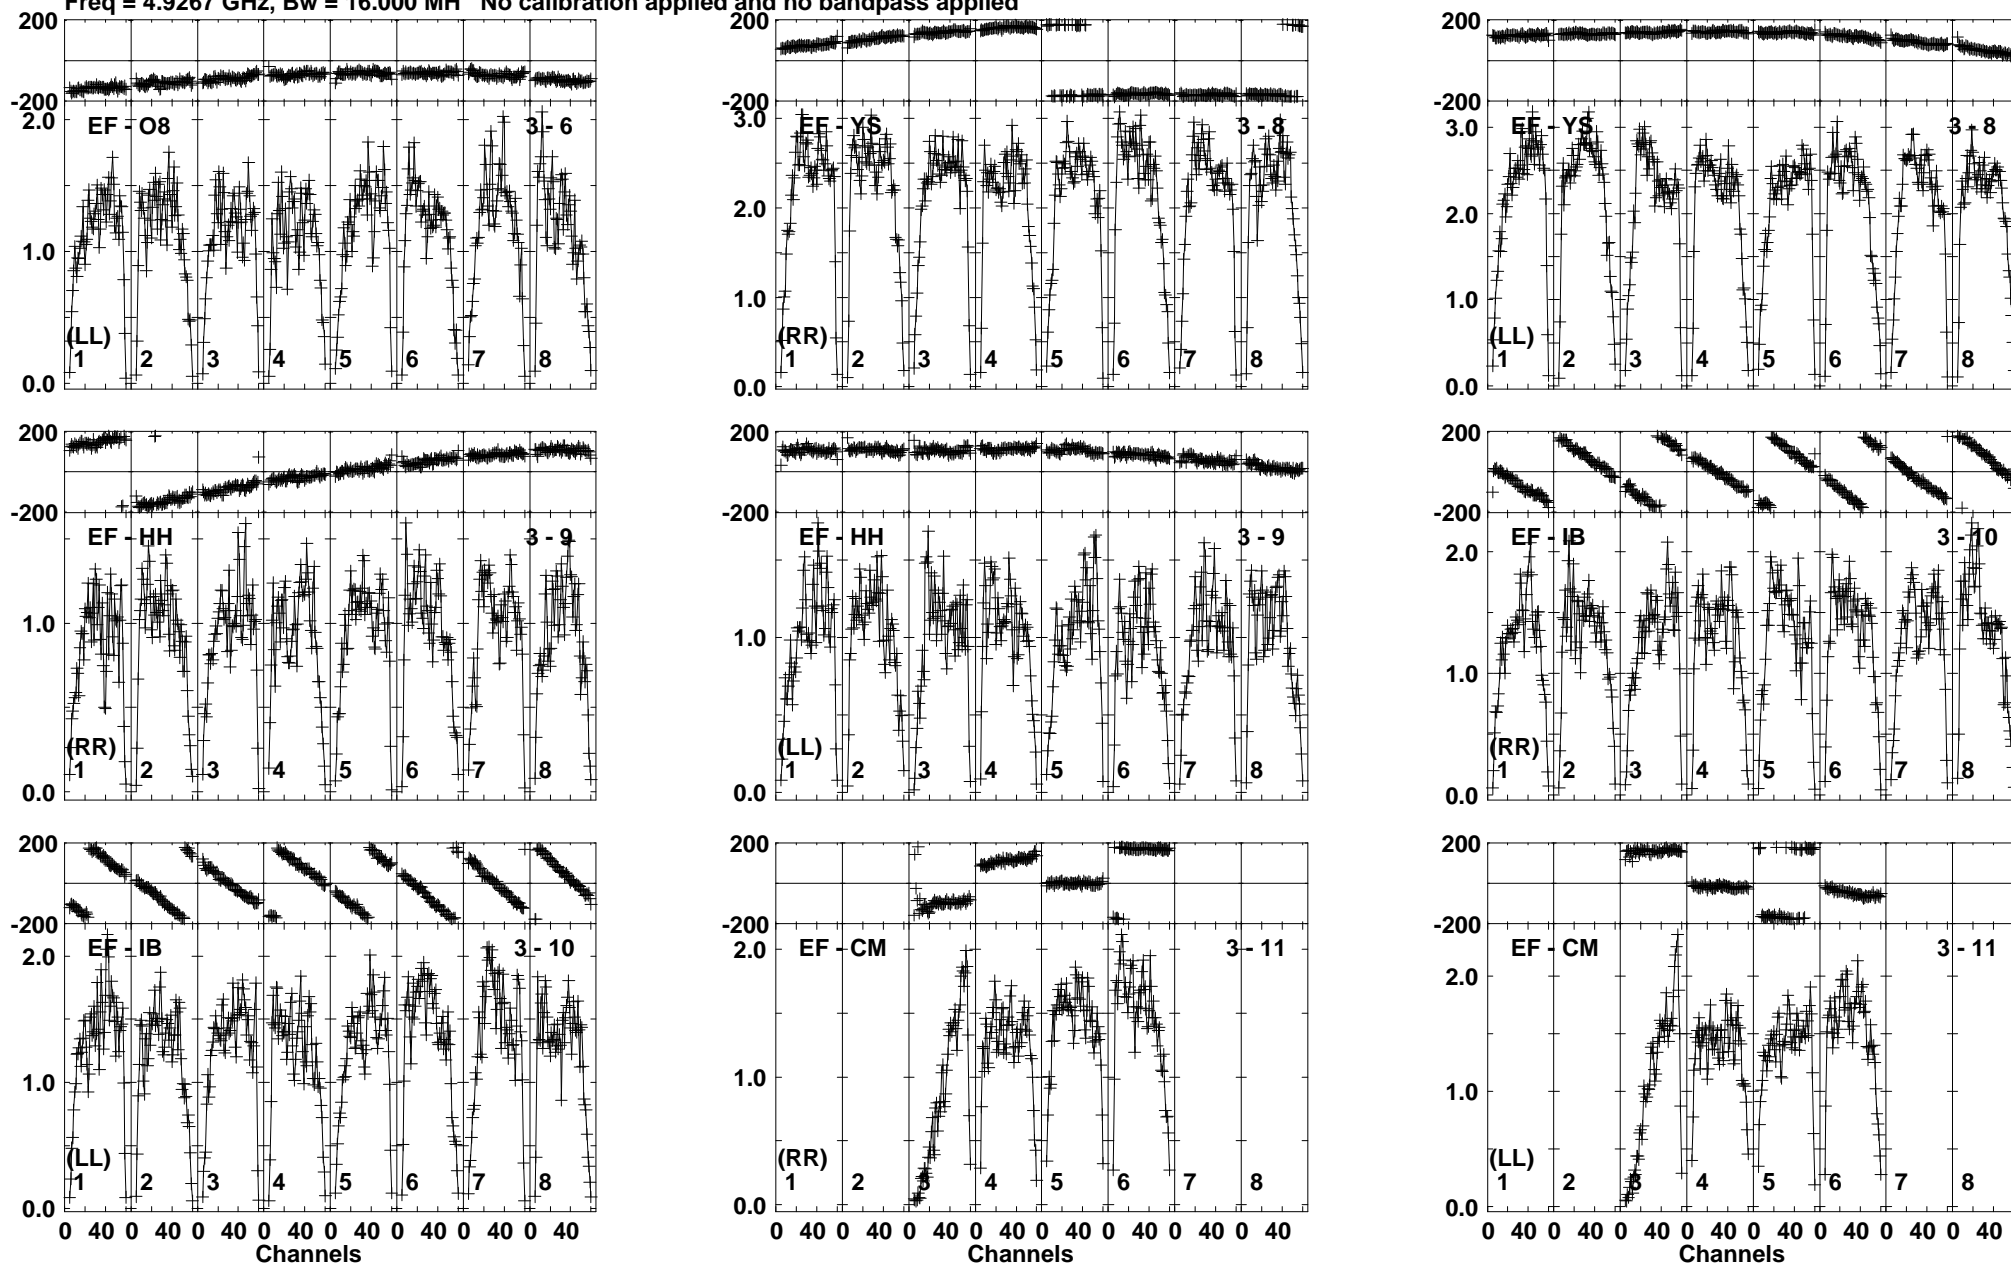 Freq = 4.9267 GHz, Bw = 16.000 MH No calibration applied and no bandpass applied
200 200 200
-200 -200 -200
EF - O8 3 - 6 EF - YS 3 - 8 EF - YS 3 - 8
2.0 3.0 3.0
2.0 2.0
1.0 1.0 1.0
(LL) (RR) (LL)
1 2 3 4 5 6 7 8 1 2 3 4 5 6 7 8 1 2 3 4 5 6 7 8
0.0 0.0 0.0
200 200 200
-200 -200 -200
EF - HH 3 - 9 EF - HH 3 - 9 EF - IB 3 - 10
2.0
1.0 1.0 1.0
(RR) (LL) (RR)
1 2 3 4 5 6 7 8 1 2 3 4 5 6 7 8 1 2 3 4 5 6 7 8
0.0 0.0 0.0
200 200 200
-200 -200 -200
EF - IB 3 - 10 EF - CM 3 - 11 EF - CM 3 - 11
2.0 2.0 2.0
1.0 1.0 1.0
(LL) (RR) (LL)
1 2 3 4 5 6 7 8 1 2 3 4 5 6 7 8 1 2 3 4 5 6 7 8
0.0 0.0 0.0
0 40 0 40 0 40 0 40 0 40 0 40 0 40 0 40 0 40 0 40 0 40 0 40 0 40 0 40 0 40 0 40 0 40 0 40 0 40 0 40 0 40 0 40 0 40 0 40
Channels Channels Channels